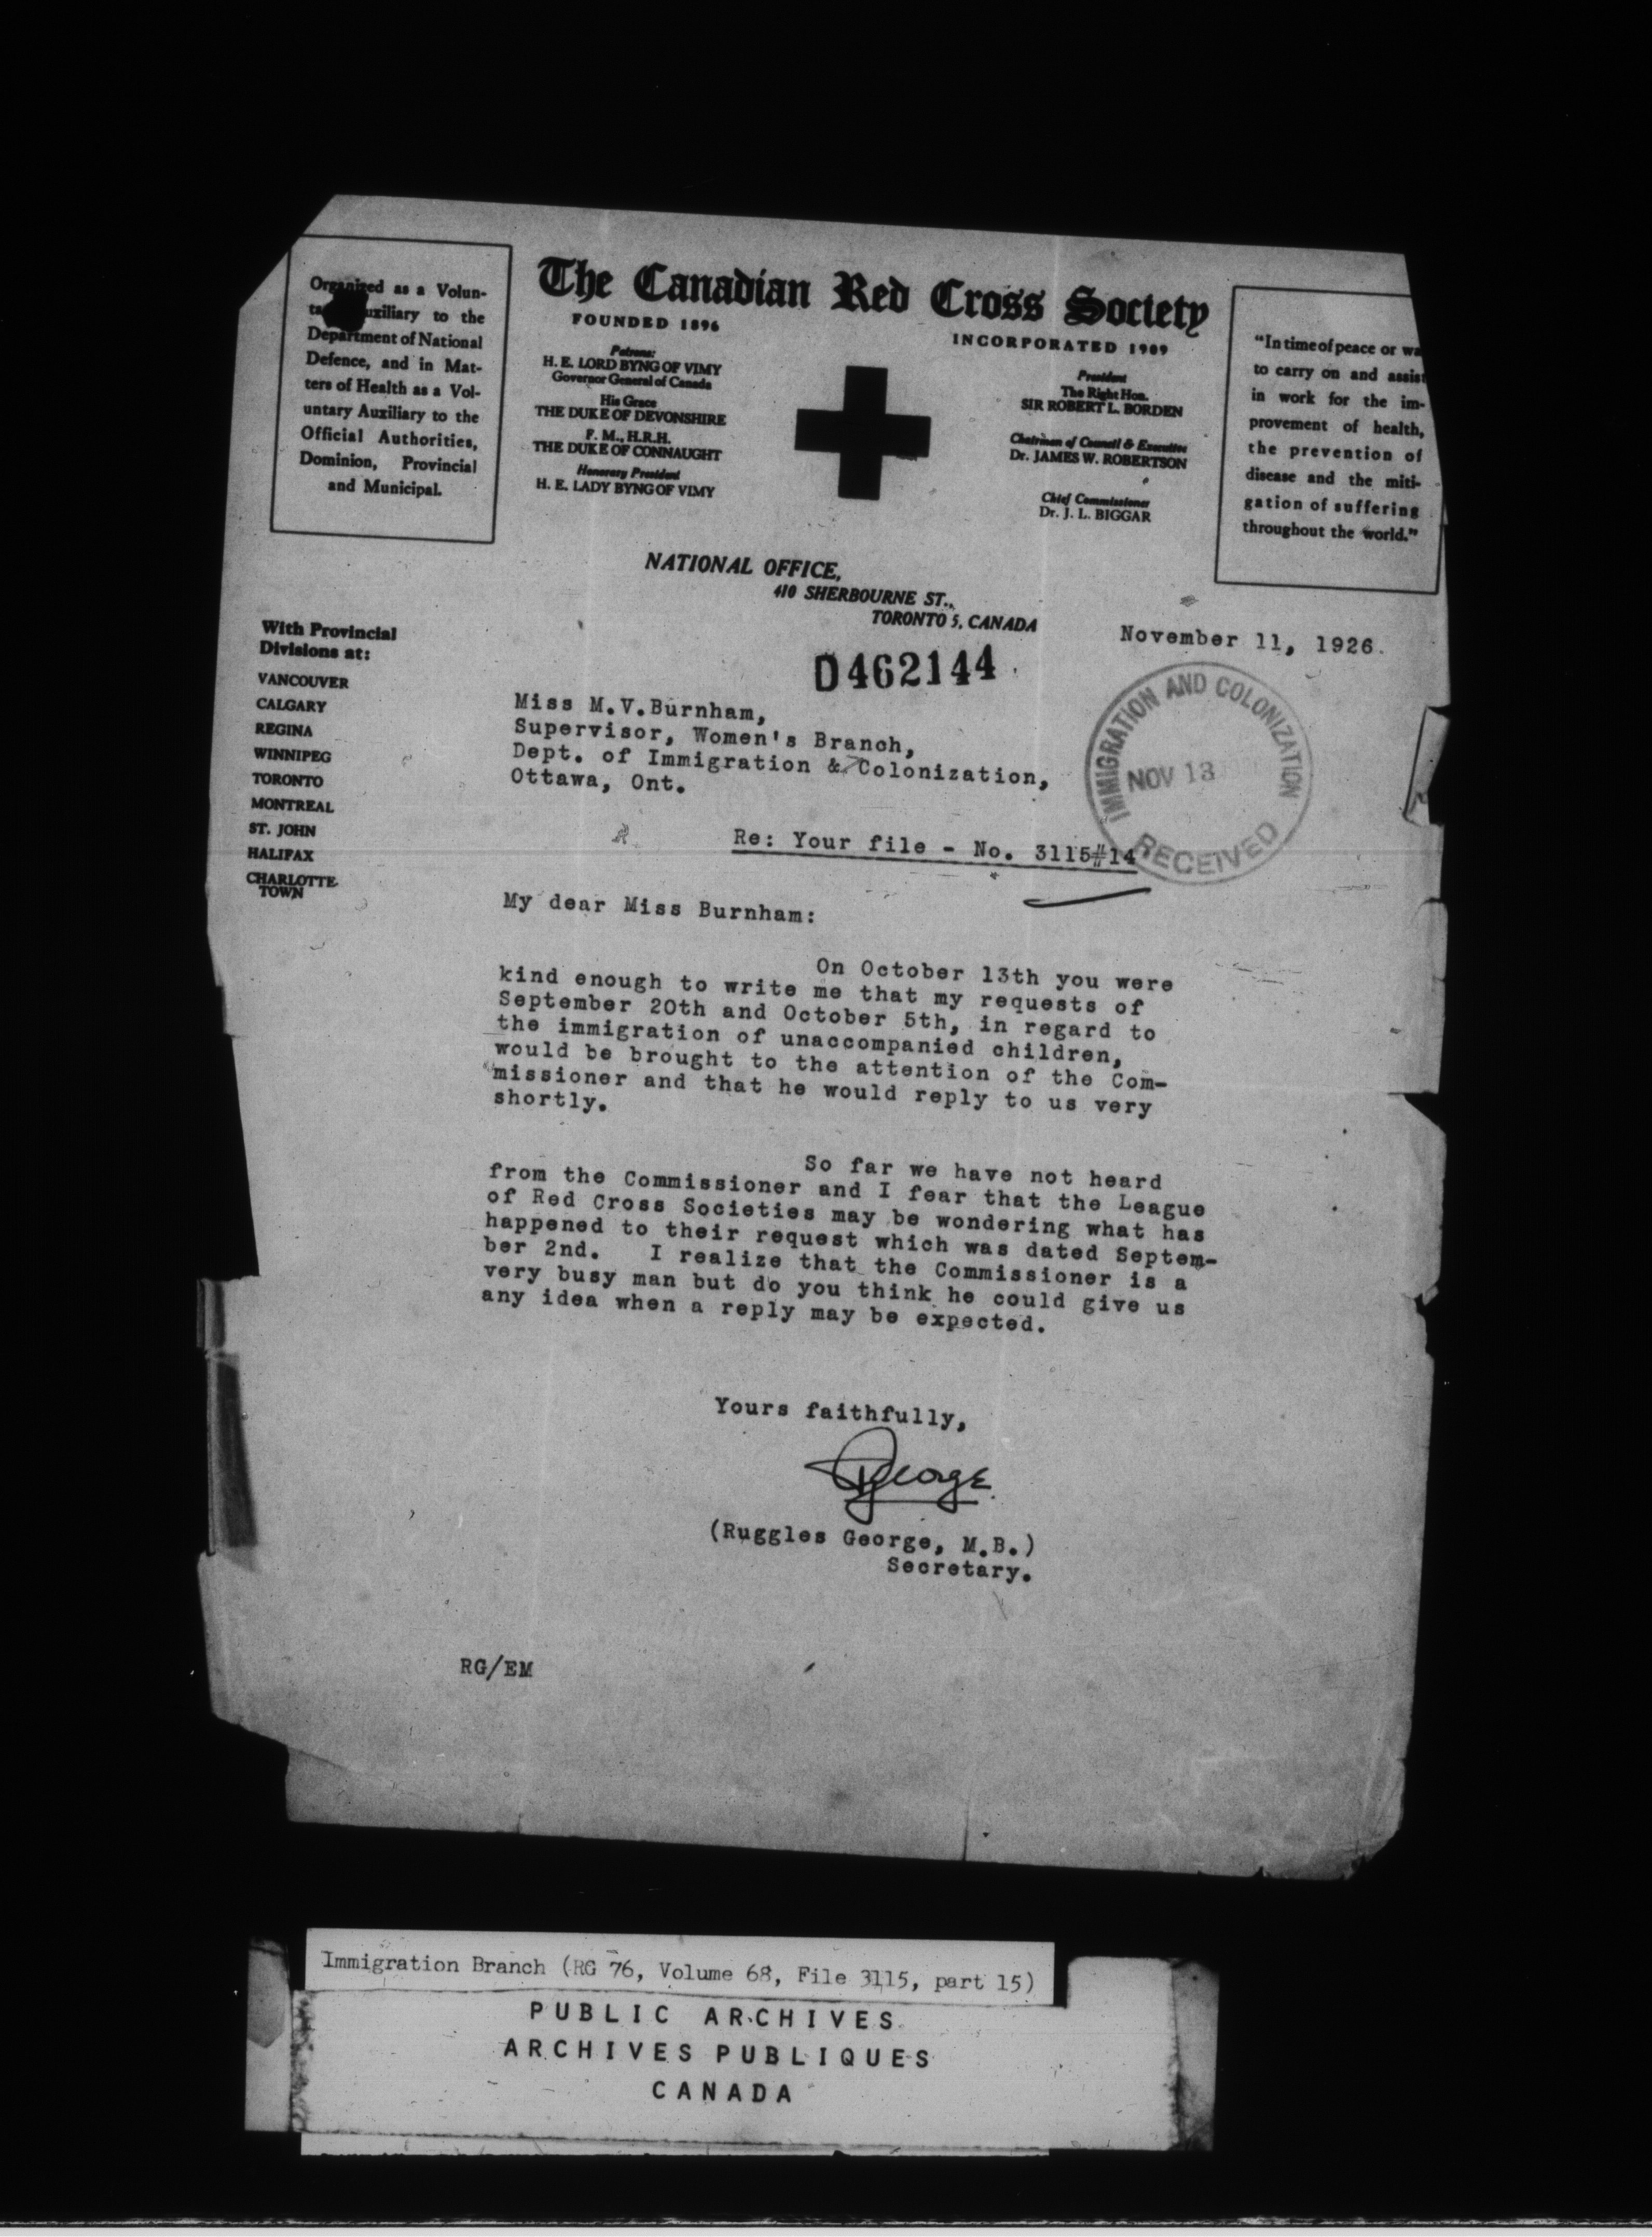 Organized as a Volun-
uxiliary to the
Department of National
Defence, and in Mat-
ters of Health as a Vol-
untary Auxiliary to the
Official Authorities,
Dominion, Provincial
and Municipal.
The Canadian Red Cross Society
FOUNDED 1896
INCORPORATED 1909
Patrons:
H. E. LORD BYNG OF VIMY
Governor General of Canada
His Grace
THE DUKE OF DEVONSHIRE
F. M., H.R.H.
THE DUKE OF CONNAUGHT
Honorary President
H. E. LADY BYNG OF VIMY
President
The Right Hon.
SIR ROBERT L. BORDEN
Chairman of Council & Executive
Dr. JAMES W. ROBERTSON
Chief Commissioner
Dr. J. L. BIGGAR
"In time of peace or wa
to carry on and assist
in work for the im-
provement of health,
the prevention of
disease and the miti-
gation of suffering
throughout the world."
NATIONAL OFFICE,
410 SHERBOURNE ST.,
TORONTO 5, CANADA
With Provincial
Divisions at:
VANCOUVER
CALGARY
REGINA
WINNIPEG
TORONTO
MONTREAL
ST. JOHN
HALIFAX
CHARLOTTE
TOWN
November 11, 1926.
D462144
IMMIGRATION AND COLONIZATION
NOV 13
RECEIVED
Miss M.V.Burnham,
Supervisor, Women's Branch,
Dept. of Immigration & Colonization,
Ottawa, Ont.
Re: Your file - No. 3115#14
My dear Miss Burnham:
On October 13th you were
kind enough to write me that my requests of
September 20th and October 5th, in regard to
the immigration of unaccompanied children,
would be brought to the attention of the Com-
missioner and that he would reply to us very
shortly.
So far we have not heard
from the Commissioner and I fear that the League
of Red Cross Societies may be wondering what has
happened to their request which was dated Septem-
ber 2nd. I realize that the Commissioner is a
very busy man but do you think he could give us
any idea when a reply may be expected.
Yours faithfully,
RGeorge.
(Ruggles George, M.B.)
Secretary.
RG/EM
Immigration Branch (RG 76, Volume 68, File 3115, part 15)
PUBLIC ARCHIVES
ARCHIVES PUBLIQUES
CANADA